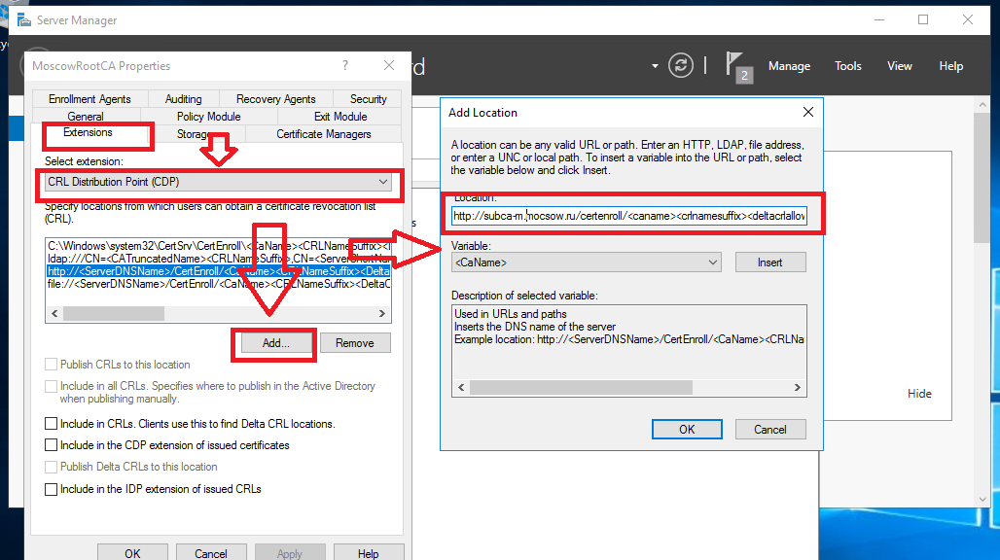 Server Manager
2
Manage
Tools
View
Help
MoscowRootCA Properties
?
Enrollment Agents
Auditing
Recovery Agents
Security
General
Policy Module
Exit Module
Extensions
Certificate Managers
Select extension:
CRL Distribution Point (CDP)
Specify locations from which users can obtain a certificate revocation list
(CRL).
C:\Windows\system32\CertSrv\CertEnroll\<CaName><CRLNameSuffix><
ldap:///CN=<CATruncatedName><CRLNameSuffix>,CN=<ServerShortNam
http://<ServerDNSName>/CertEnroll/<CaName><CRLNameSuffix><Delta
file://<ServerDNSName>/CertEnroll/<CaName><CRLNameSuffix><DeltaC
Add...
Remove
Publish CRLs to this location
Include in all CRLs. Specifies where to publish in the Active Directory
when publishing manually.
Include in CRLs. Clients use this to find Delta CRL locations.
Include in the CDP extension of issued certificates
Publish Delta CRLs to this location
Include in the IDP extension of issued CRLs
OK
Cancel
Apply
Help
Add Location
A location can be any valid URL or path. Enter an HTTP, LDAP, file address,
or enter a UNC or local path. To insert a variable into the URL or path, select
the variable below and click Insert.
Location:
http://subca-m.mocsow.ru/certenroll/<caname><crlnamesuffix><deltacrlallow
Variable:
<CaName>
Insert
Description of selected variable:
Used in URLs and paths
Inserts the DNS name of the server
Example location: http://<ServerDNSName>/CertEnroll/<CaName><CRLNa
OK
Cancel
Hide